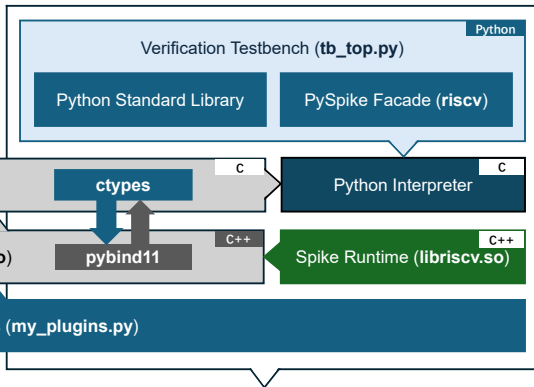 Python
Verification Testbench (tb_top.py)
Python Standard Library
PySpike Facade (riscv)
C
ctypes
C
Python Interpreter
C++
o)
pybind11
C++
Spike Runtime (libriscv.so)
(my_plugins.py)